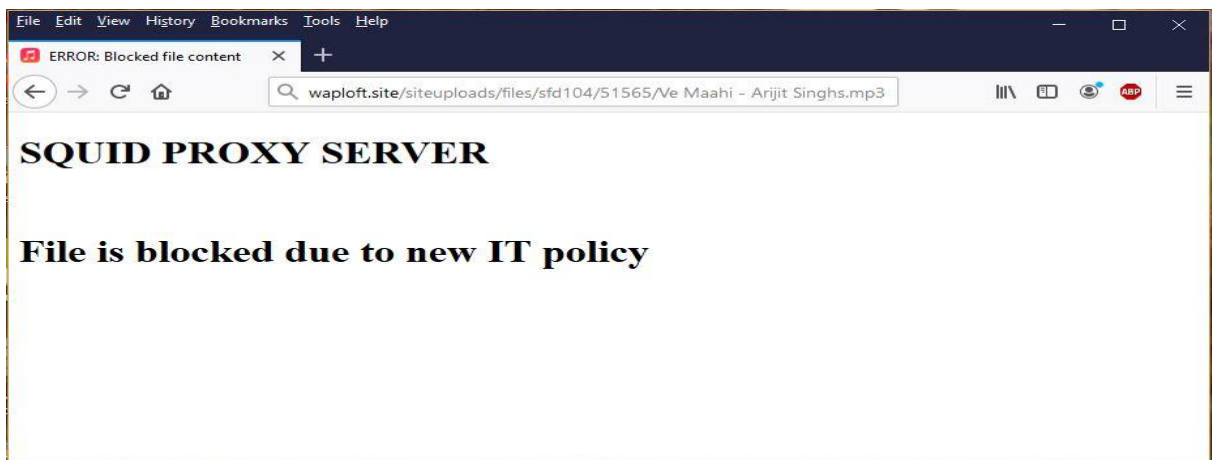 File Edit View History Bookmarks Tools Help
ERROR: Blocked file content
waploft.site/siteuploads/files/sfd104/51565/Ve Maahi - Arijit Singhs.mp3
ABP
SQUID PROXY SERVER
File is blocked due to new IT policy